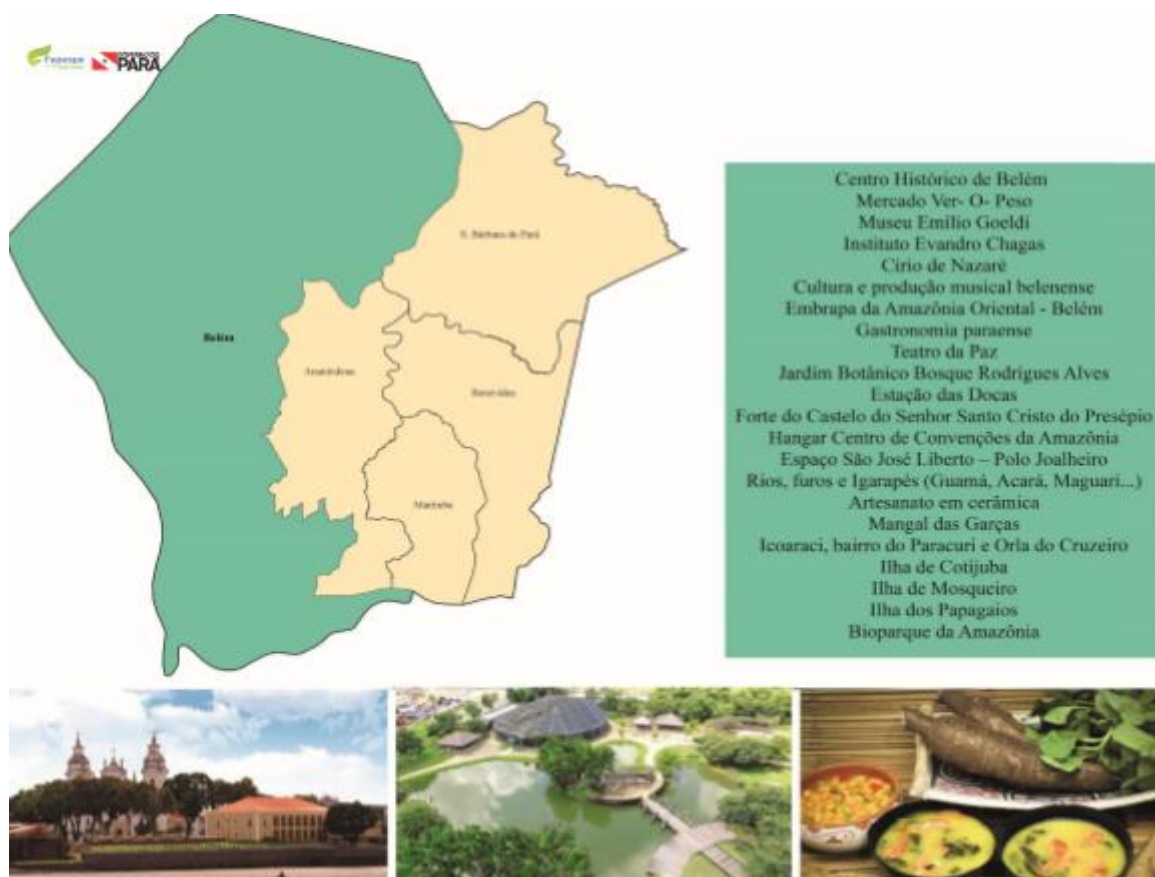 Fapespa
GOVERNO DO
PARÁ
S. Bárbara do Pará
Belém
Ananindeua
Benevides
Marituba
Centro Histórico de Belém
Mercado Ver- O- Peso
Museu Emílio Goeldi
Instituto Evandro Chagas
Círio de Nazaré
Cultura e produção musical belenense
Embrapa da Amazônia Oriental - Belém
Gastronomia paraense
Teatro da Paz
Jardim Botânico Bosque Rodrigues Alves
Estação das Docas
Forte do Castelo do Senhor Santo Cristo do Presépio
Hangar Centro de Convenções da Amazônia
Espaço São José Liberto – Polo Joalheiro
Rios, furos e Igarapés (Guamá, Acará, Maguari...)
Artesanato em cerâmica
Mangal das Garças
Icoaraci, bairro do Paracuri e Orla do Cruzeiro
Ilha de Cotijuba
Ilha de Mosqueiro
Ilha dos Papagaios
Bioparque da Amazônia